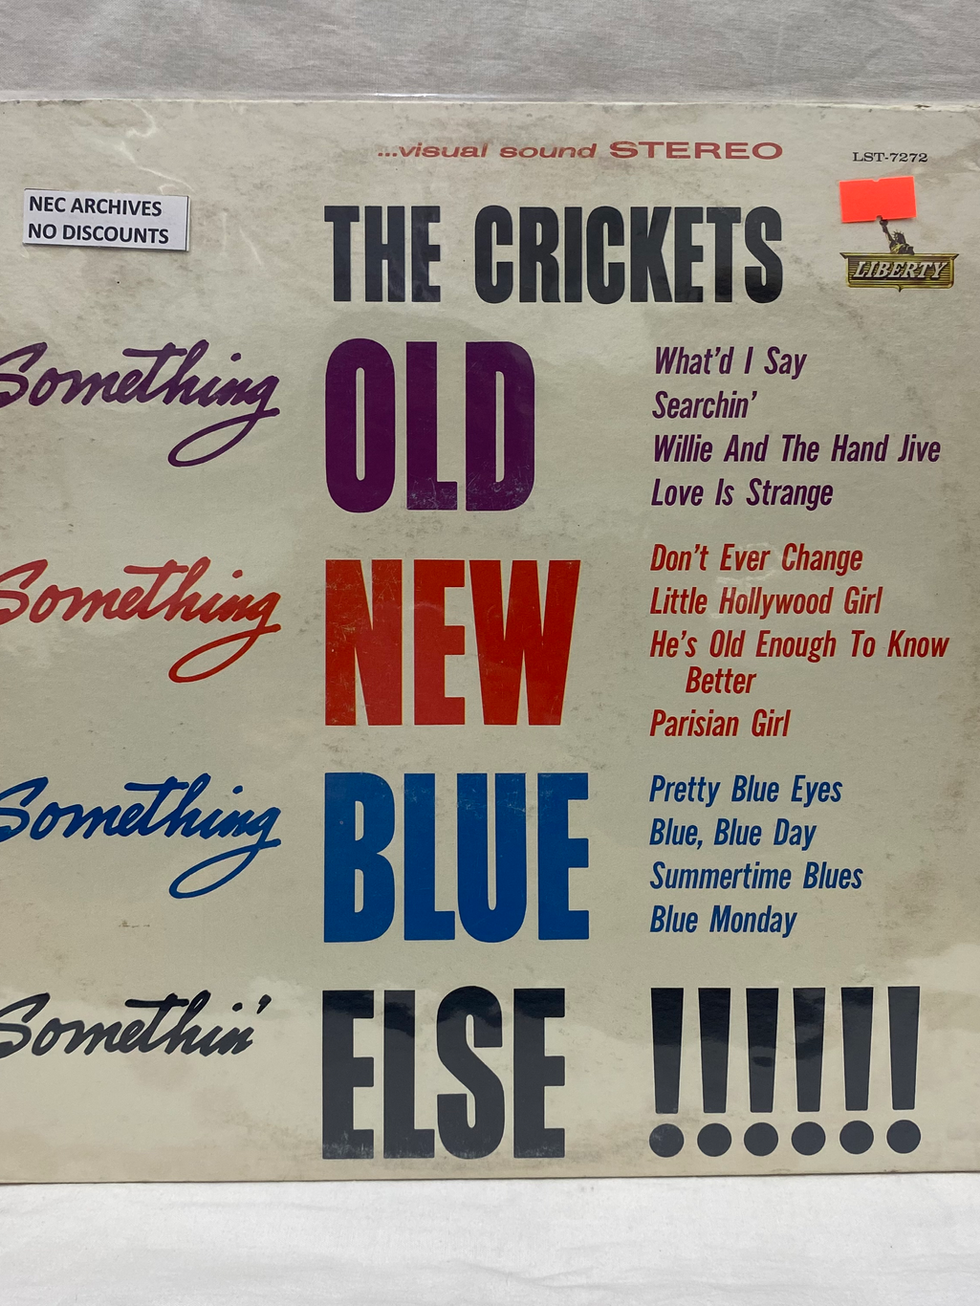 ...visual sound STEREO
LST-7272
NEC ARCHIVES
NO DISCOUNTS
THE CRICKETS
LIBERTY
Something OLD
What'd I Say
Searchin'
Willie And The Hand Jive
Love Is Strange
Something NEW
Don't Ever Change
Little Hollywood Girl
He's Old Enough To Know
Better
Parisian Girl
Something BLUE
Pretty Blue Eyes
Blue, Blue Day
Summertime Blues
Blue Monday
Somethin' ELSE !!!!!!